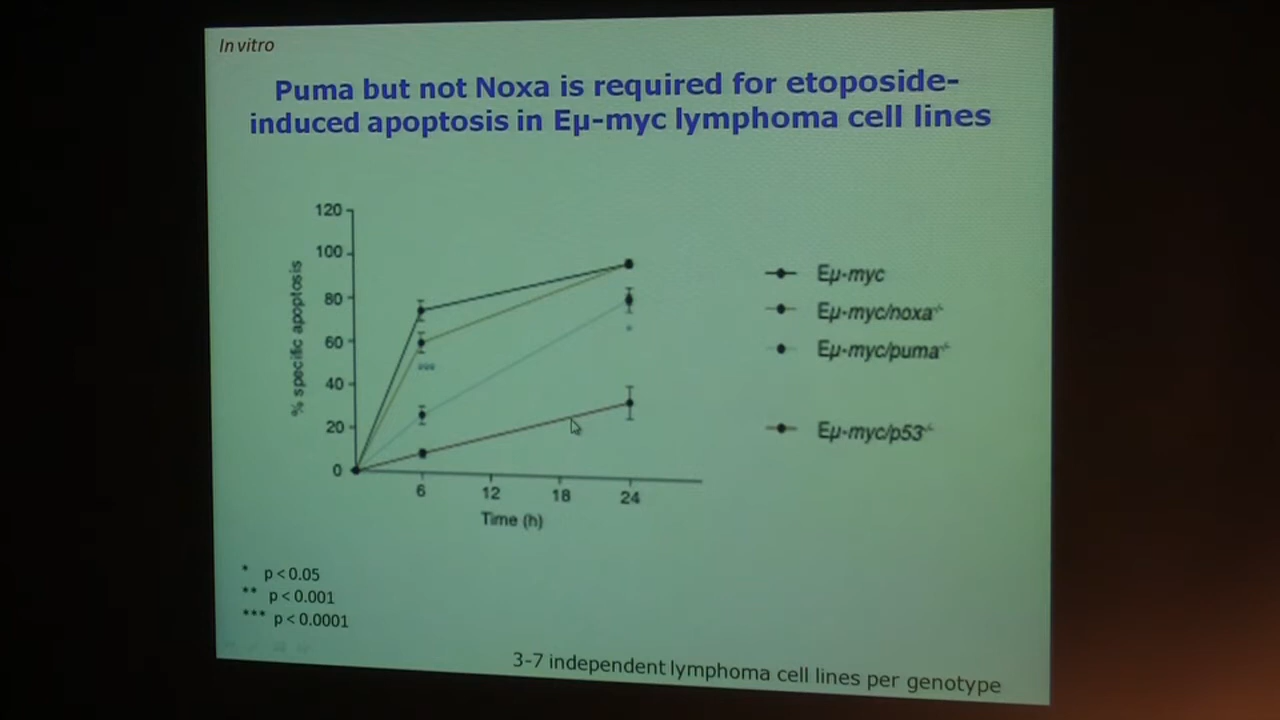 In vitro
Puma but not Noxa is required for etoposide-
induced apoptosis in Eμ-myc lymphoma cell lines
120
100
80
60
40
20
0
% specific apoptosis
***
*
6 12 18 24
Time (h)
Eμ-myc
Eμ-myc/noxa-/-
Eμ-myc/puma-/-
Eμ-myc/p53-/-
* p < 0.05
** p < 0.001
*** p < 0.0001
3-7 independent lymphoma cell lines per genotype